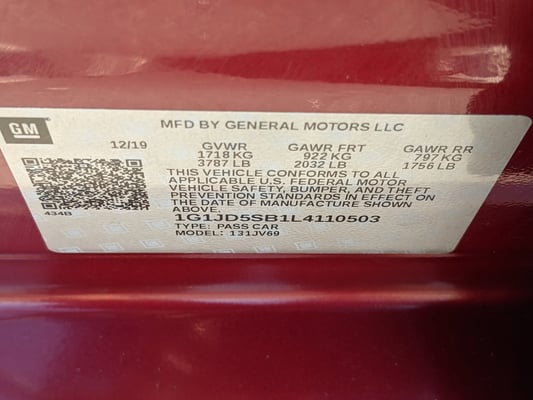 GM
MFD BY GENERAL MOTORS LLC
12/19 GVWR GAWR FRT GAWR RR
1718 KG 922 KG 797 KG
3787 LB 2032 LB 1756 LB
THIS VEHICLE CONFORMS TO ALL
APPLICABLE U.S. FEDERAL MOTOR
VEHICLE SAFETY, BUMPER, AND THEFT
PREVENTION STANDARDS IN EFFECT ON
THE DATE OF MANUFACTURE SHOWN
ABOVE.
434B
1G1JD5SB1L4110503
TYPE: PASS CAR
MODEL: 131JV69